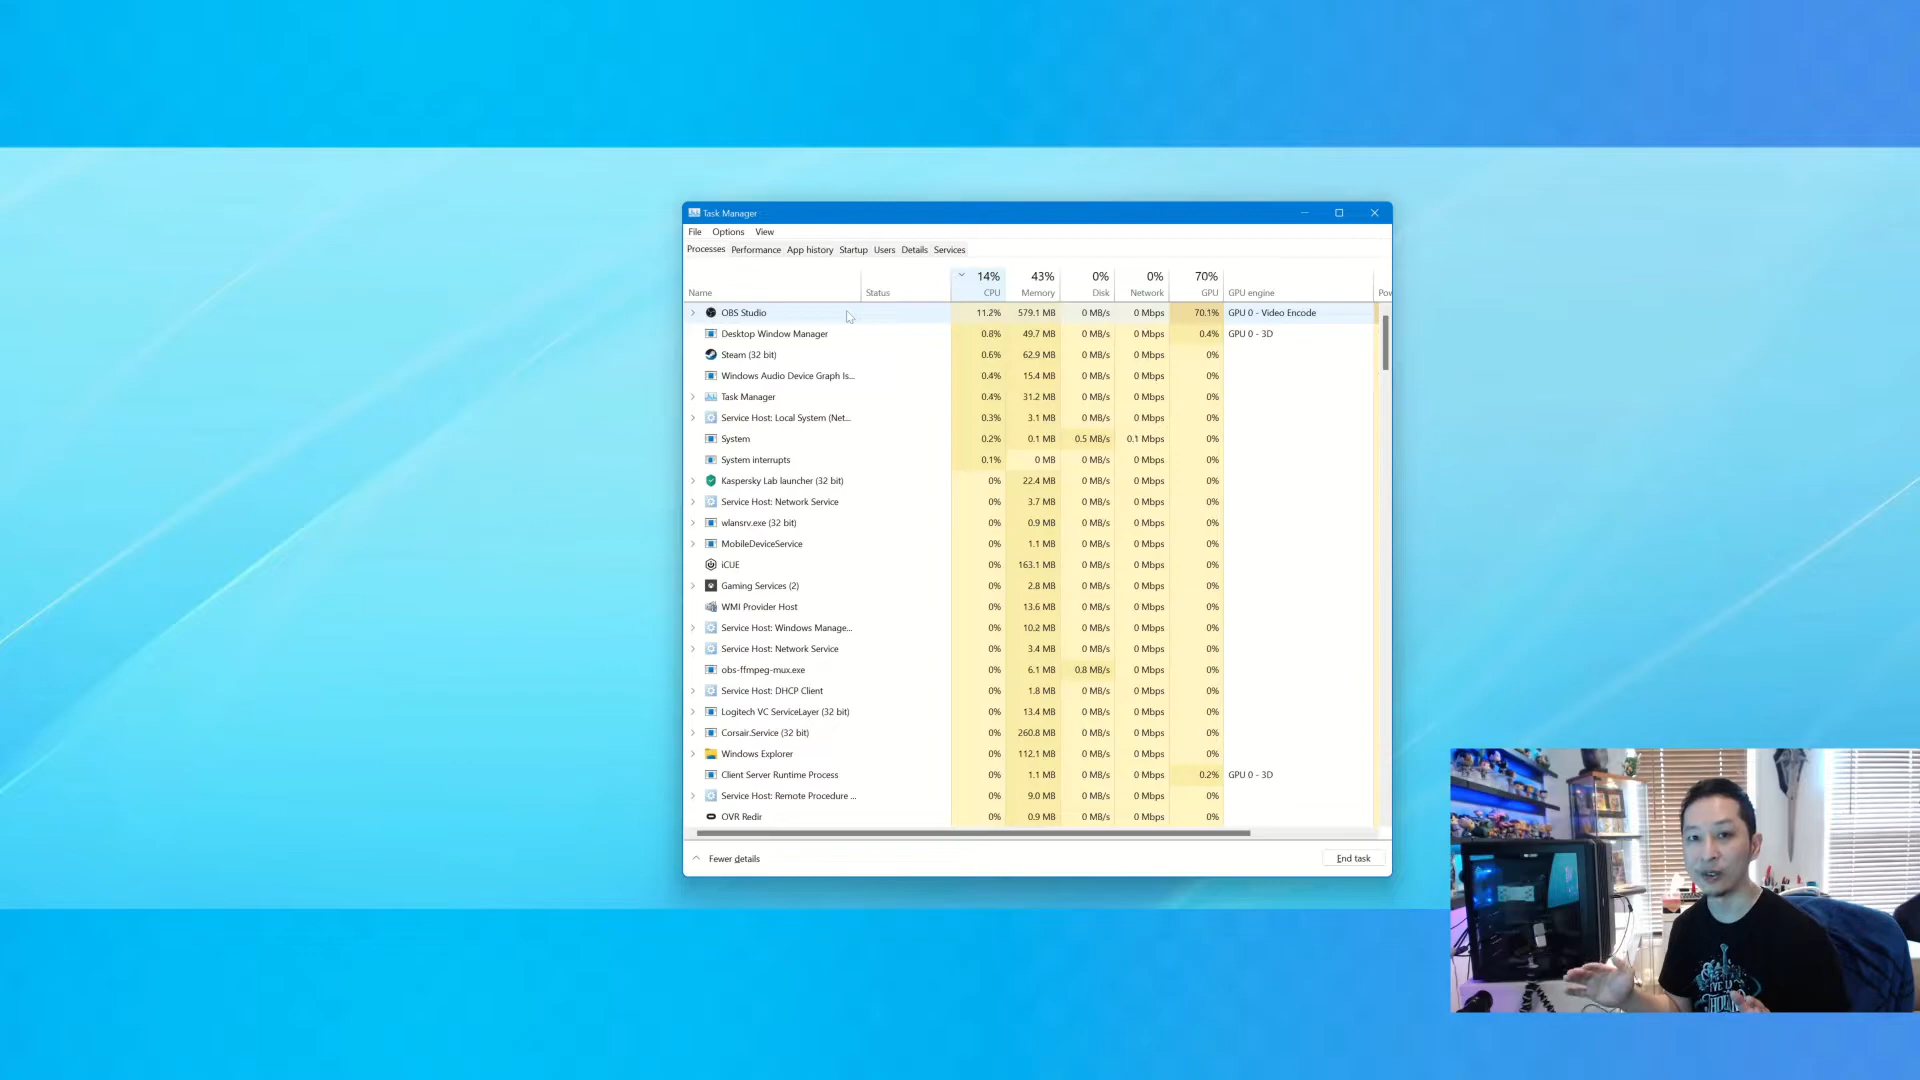 Task Manager
File Options View
Processes Performance App history Startup Users Details Services
14% 43% 0% 0% 70%
Name Status CPU Memory Disk Network GPU GPU engine Pow
OBS Studio 11.2% 579.1 MB 0 MB/s 0 Mbps 70.1% GPU 0 - Video Encode
Desktop Window Manager 0.8% 49.7 MB 0 MB/s 0 Mbps 0.4% GPU 0 - 3D
Steam (32 bit) 0.6% 62.9 MB 0 MB/s 0 Mbps 0%
Windows Audio Device Graph Is... 0.4% 15.4 MB 0 MB/s 0 Mbps 0%
Task Manager 0.4% 31.2 MB 0 MB/s 0 Mbps 0%
Service Host: Local System (Net... 0.3% 3.1 MB 0 MB/s 0 Mbps 0%
System 0.2% 0.1 MB 0.5 MB/s 0.1 Mbps 0%
System interrupts 0.1% 0 MB 0 MB/s 0 Mbps 0%
Kaspersky Lab launcher (32 bit) 0% 22.4 MB 0 MB/s 0 Mbps 0%
Service Host: Network Service 0% 3.7 MB 0 MB/s 0 Mbps 0%
wlansrv.exe (32 bit) 0% 0.9 MB 0 MB/s 0 Mbps 0%
MobileDeviceService 0% 1.1 MB 0 MB/s 0 Mbps 0%
iCUE 0% 163.1 MB 0 MB/s 0 Mbps 0%
Gaming Services (2) 0% 2.8 MB 0 MB/s 0 Mbps 0%
WMI Provider Host 0% 13.6 MB 0 MB/s 0 Mbps 0%
Service Host: Windows Manage... 0% 10.2 MB 0 MB/s 0 Mbps 0%
Service Host: Network Service 0% 3.4 MB 0 MB/s 0 Mbps 0%
obs-ffmpeg-mux.exe 0% 6.1 MB 0.8 MB/s 0 Mbps 0%
Service Host: DHCP Client 0% 1.8 MB 0 MB/s 0 Mbps 0%
Logitech VC ServiceLayer (32 bit) 0% 13.4 MB 0 MB/s 0 Mbps 0%
Corsair.Service (32 bit) 0% 260.8 MB 0 MB/s 0 Mbps 0%
Windows Explorer 0% 112.1 MB 0 MB/s 0 Mbps 0%
Client Server Runtime Process 0% 1.1 MB 0 MB/s 0 Mbps 0.2% GPU 0 - 3D
Service Host: Remote Procedure ... 0% 9.0 MB 0 MB/s 0 Mbps 0%
OVR Redir 0% 0.9 MB 0 MB/s 0 Mbps 0%
Fewer details End task